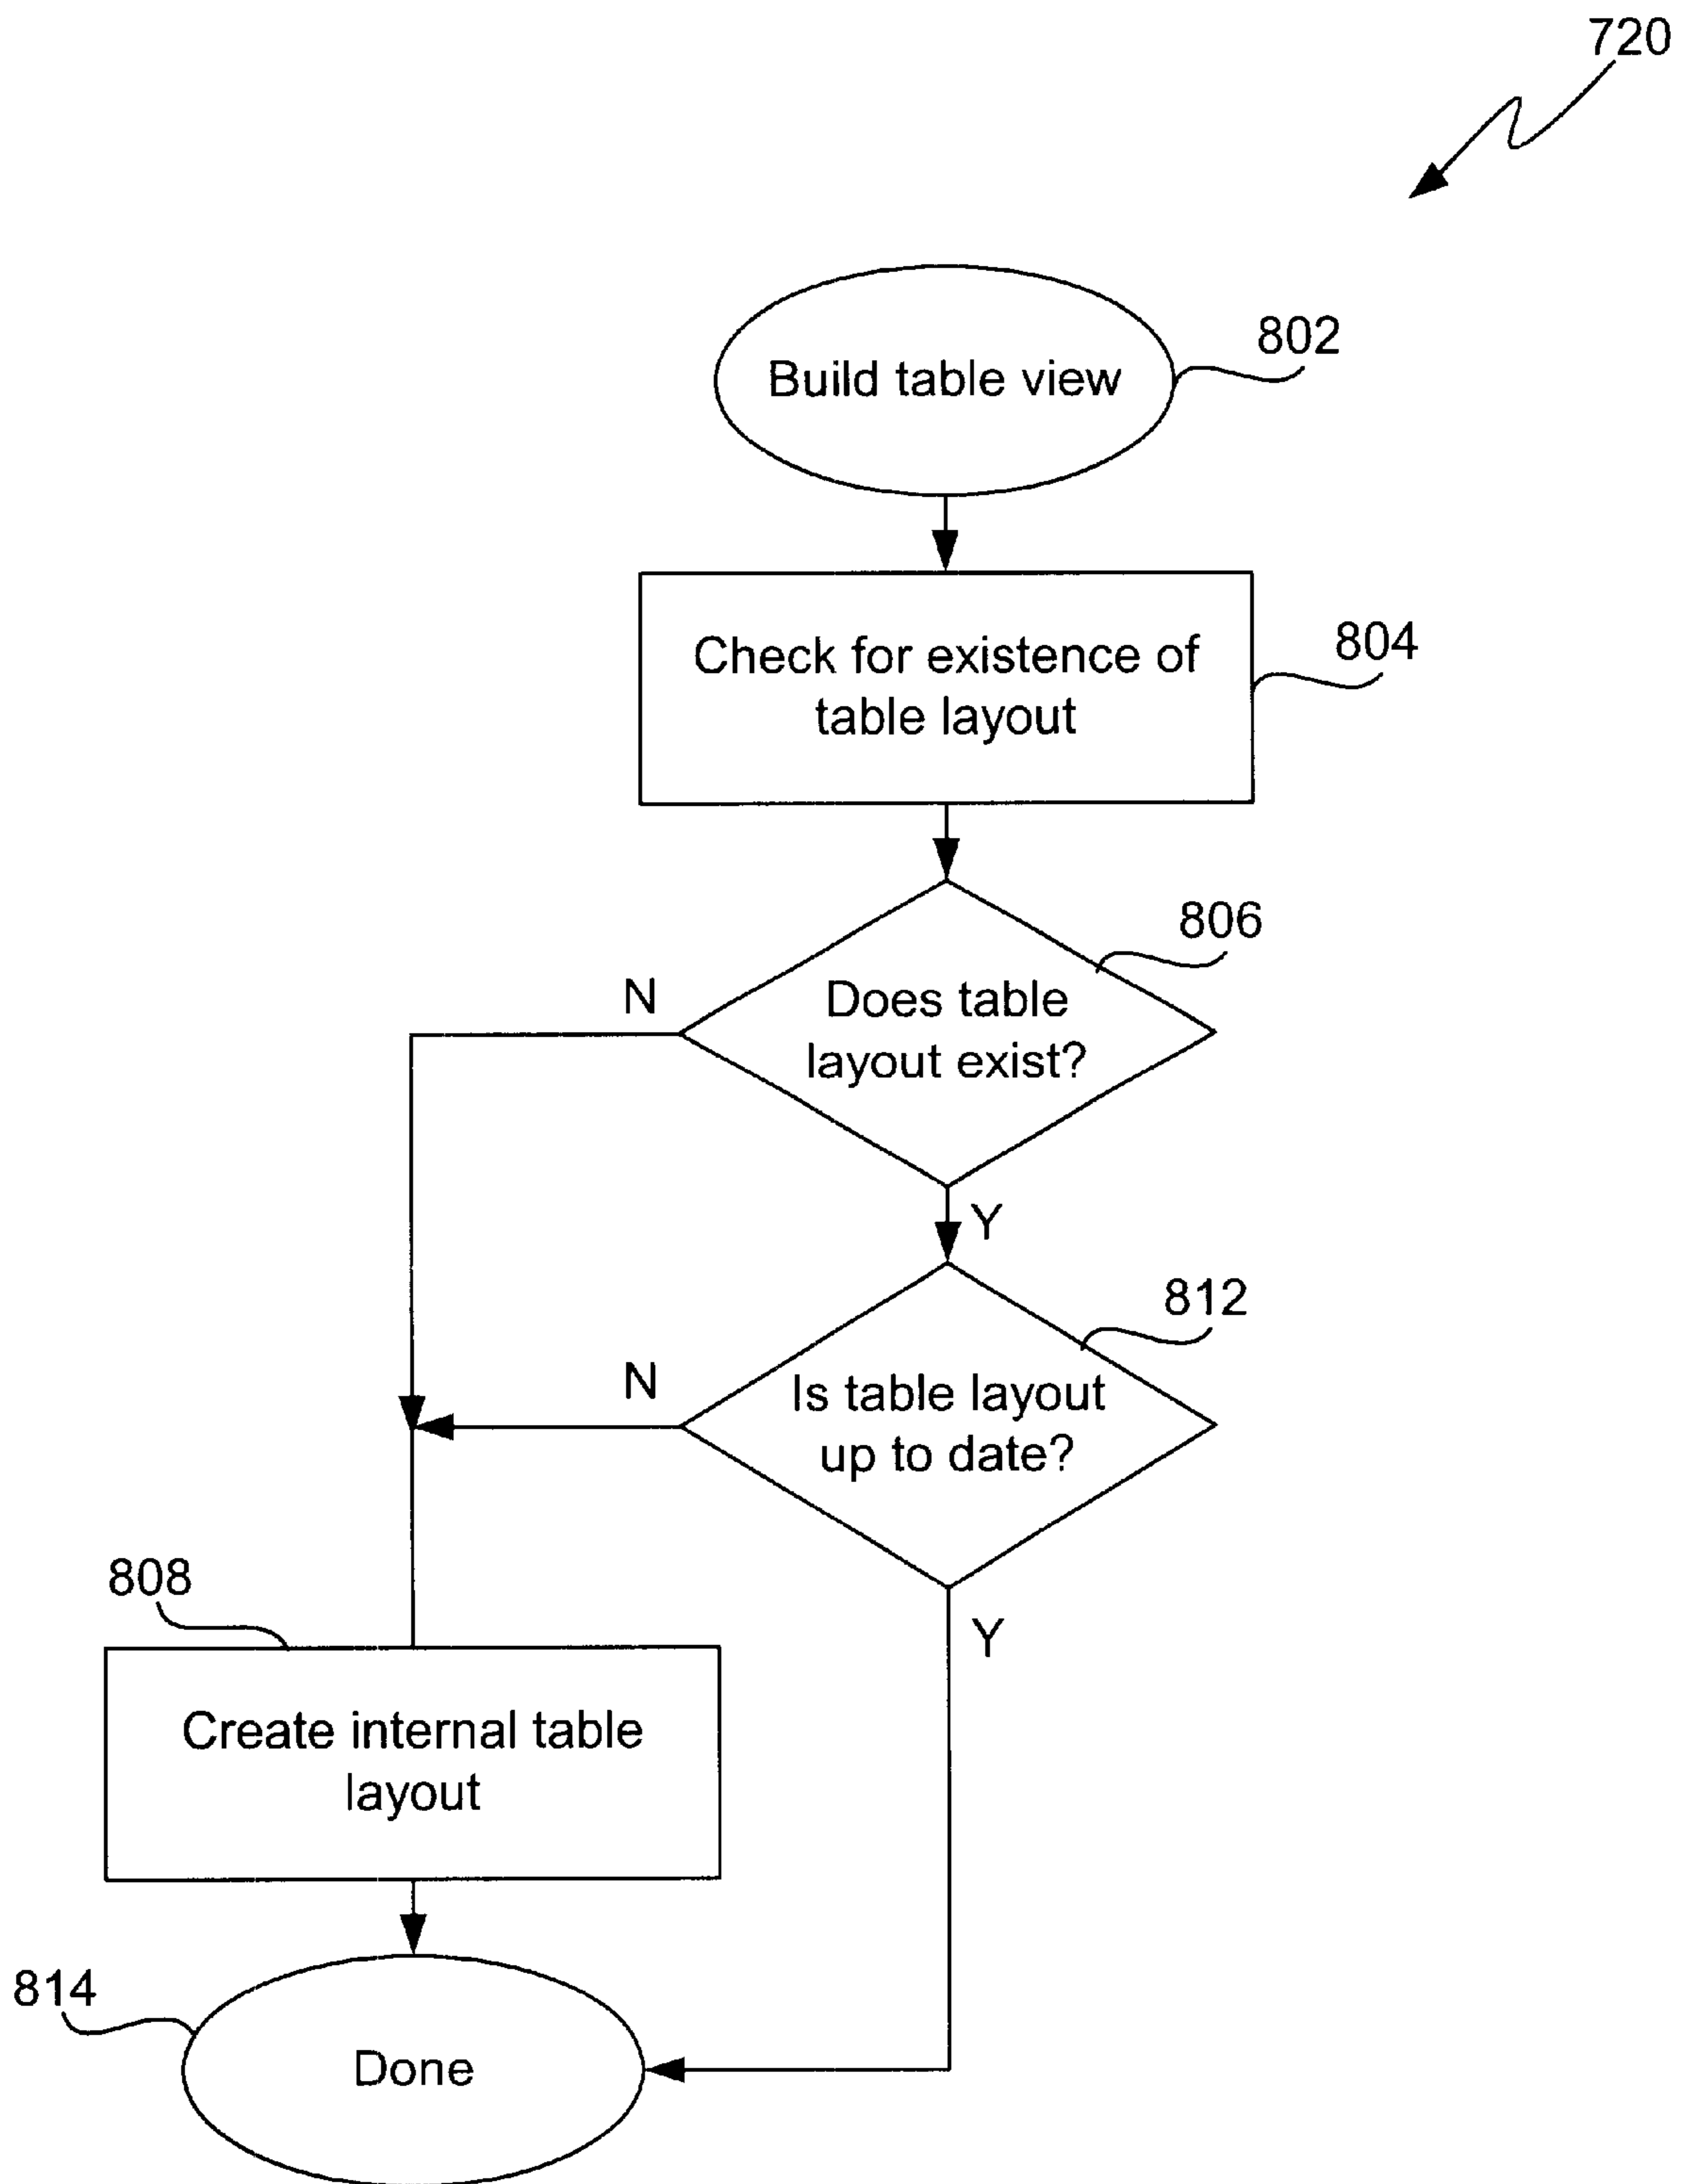 720
Build table view
802
Check for existence of
table layout
804
806
N
Does table
layout exist?
Y
812
N
Is table layout
up to date?
808
Y
Create internal table
layout
814
Done